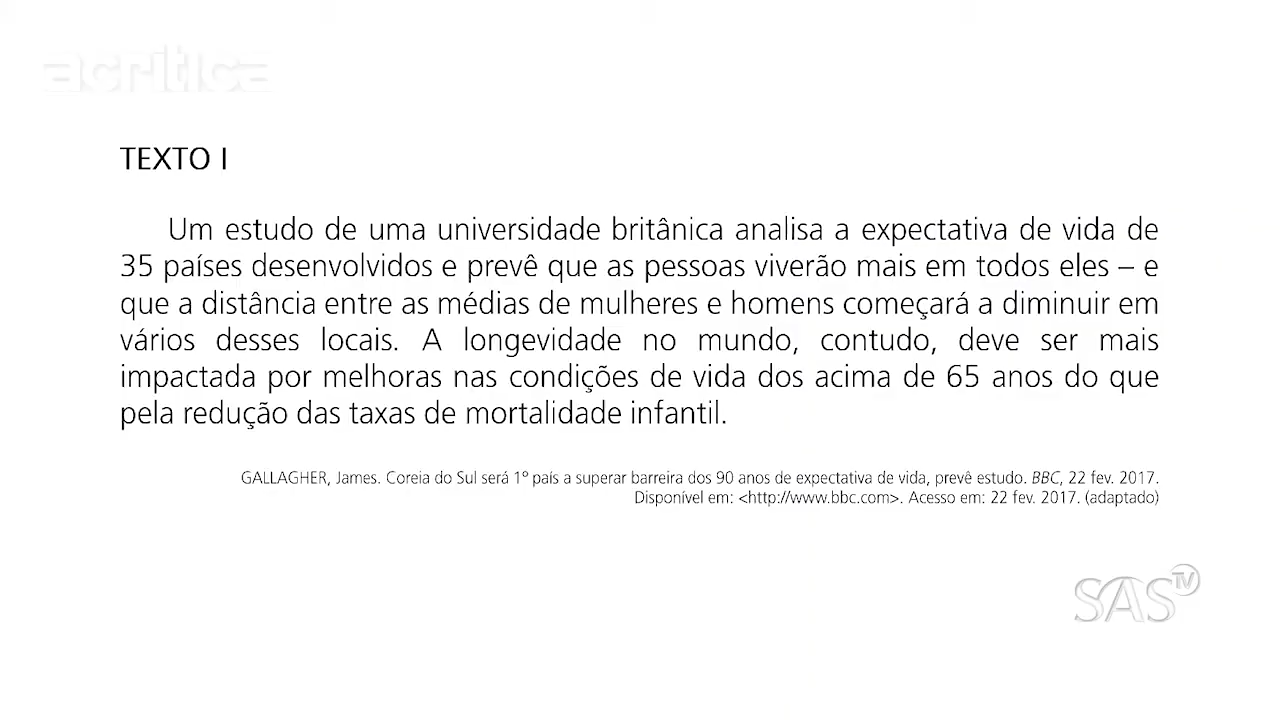 acritica
TEXTO I
Um estudo de uma universidade britânica analisa a expectativa de vida de
35 países desenvolvidos e prevê que as pessoas viverão mais em todos eles – e
que a distância entre as médias de mulheres e homens começará a diminuir em
vários desses locais. A longevidade no mundo, contudo, deve ser mais
impactada por melhoras nas condições de vida dos acima de 65 anos do que
pela redução das taxas de mortalidade infantil.
GALLAGHER, James. Coreia do Sul será 1º país a superar barreira dos 90 anos de expectativa de vida, prevê estudo. BBC, 22 fev. 2017.
Disponível em: <http://www.bbc.com>. Acesso em: 22 fev. 2017. (adaptado)
SAS TV